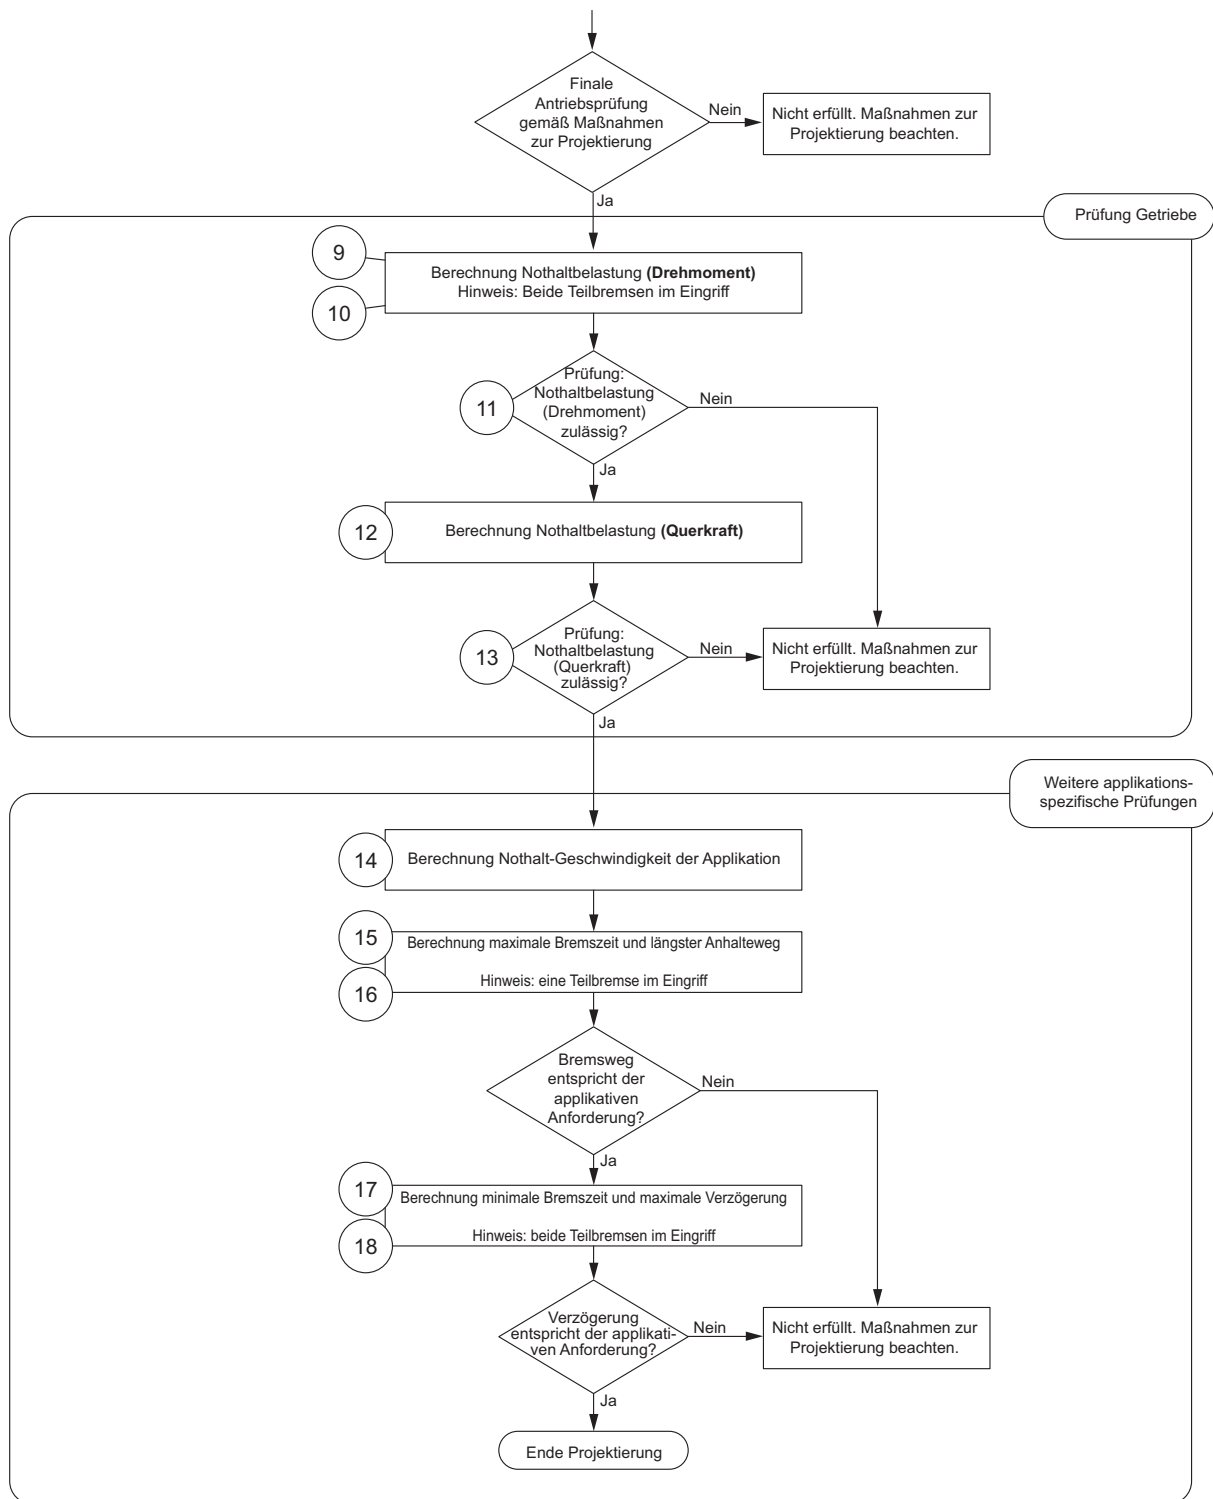 Finale
Antriebsprüfung
gemäß Maßnahmen
zur Projektierung
Nein
Nicht erfüllt. Maßnahmen zur
Projektierung beachten.
Ja
Prüfung Getriebe
9
10
Berechnung Nothaltbelastung (Drehmoment)
Hinweis: Beide Teilbremsen im Eingriff
11
Prüfung:
Nothaltbelastung
(Drehmoment)
zulässig?
Nein
Ja
12
Berechnung Nothaltbelastung (Querkraft)
13
Prüfung:
Nothaltbelastung
(Querkraft)
zulässig?
Nein
Nicht erfüllt. Maßnahmen zur
Projektierung beachten.
Ja
Weitere applikations-
spezifische Prüfungen
14
Berechnung Nothalt-Geschwindigkeit der Applikation
15
Berechnung maximale Bremszeit und längster Anhalteweg
16
Hinweis: eine Teilbremse im Eingriff
Bremsweg
entspricht der
applikativen
Anforderung?
Nein
Ja
17
Berechnung minimale Bremszeit und maximale Verzögerung
18
Hinweis: beide Teilbremsen im Eingriff
Verzögerung
entspricht der applikati-
ven Anforderung?
Nein
Nicht erfüllt. Maßnahmen zur
Projektierung beachten.
Ja
Ende Projektierung